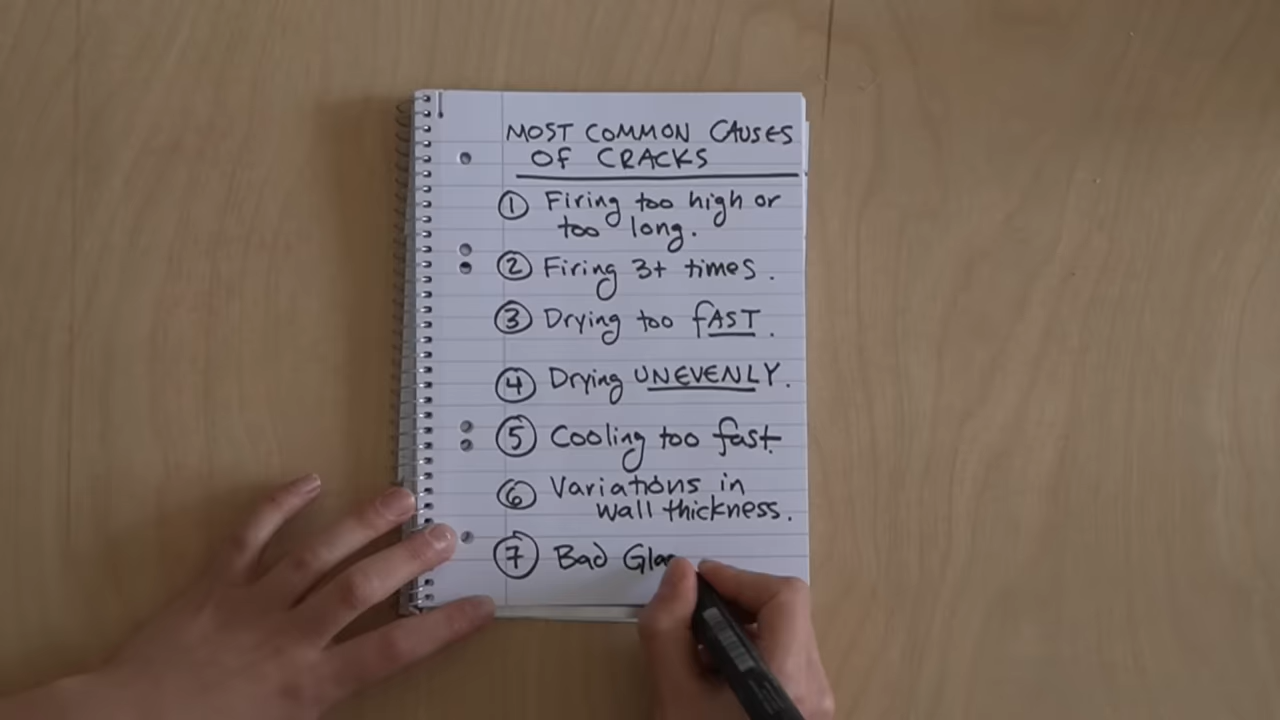 MOST COMMON CAUSES
OF CRACKS
① Firing too high or
too long.
② Firing 3+ times.
③ Drying too fAST.
④ Drying UNEVENLY.
⑤ Cooling too fast.
⑥ Variations in
wall thickness.
⑦ Bad